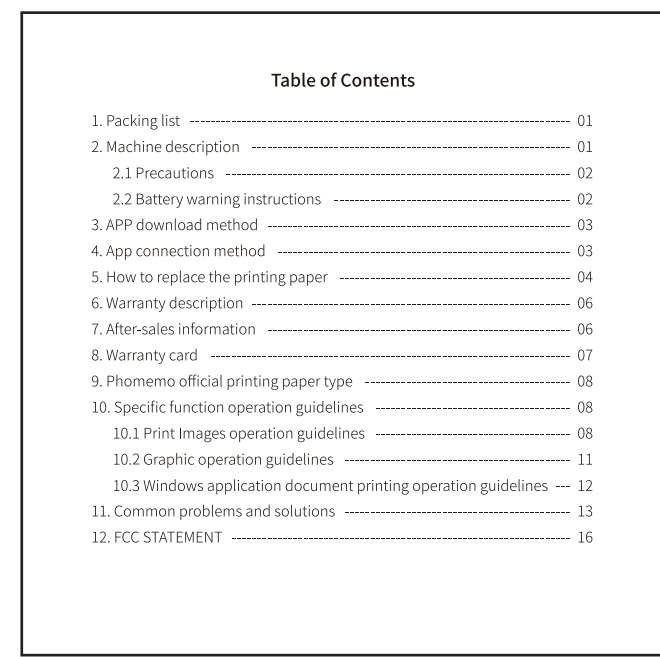 Table of Contents
1. Packing list ------------------------------------------------------------------------- 01
2. Machine description ------------------------------------------------------------- 01
2.1 Precautions ------------------------------------------------------------------ 02
2.2 Battery warning instructions --------------------------------------------- 02
3. APP download method ---------------------------------------------------------- 03
4. App connection method -------------------------------------------------------- 03
5. How to replace the printing paper -------------------------------------------- 04
6. Warranty description ------------------------------------------------------------- 06
7. After-sales information ---------------------------------------------------------- 06
8. Warranty card --------------------------------------------------------------------- 07
9. Phomemo official printing paper type --------------------------------------- 08
10. Specific function operation guidelines ------------------------------------- 08
10.1 Print Images operation guidelines ------------------------------------- 08
10.2 Graphic operation guidelines ------------------------------------------- 11
10.3 Windows application document printing operation guidelines --- 12
11. Common problems and solutions ------------------------------------------- 13
12. FCC STATEMENT ----------------------------------------------------------------- 16